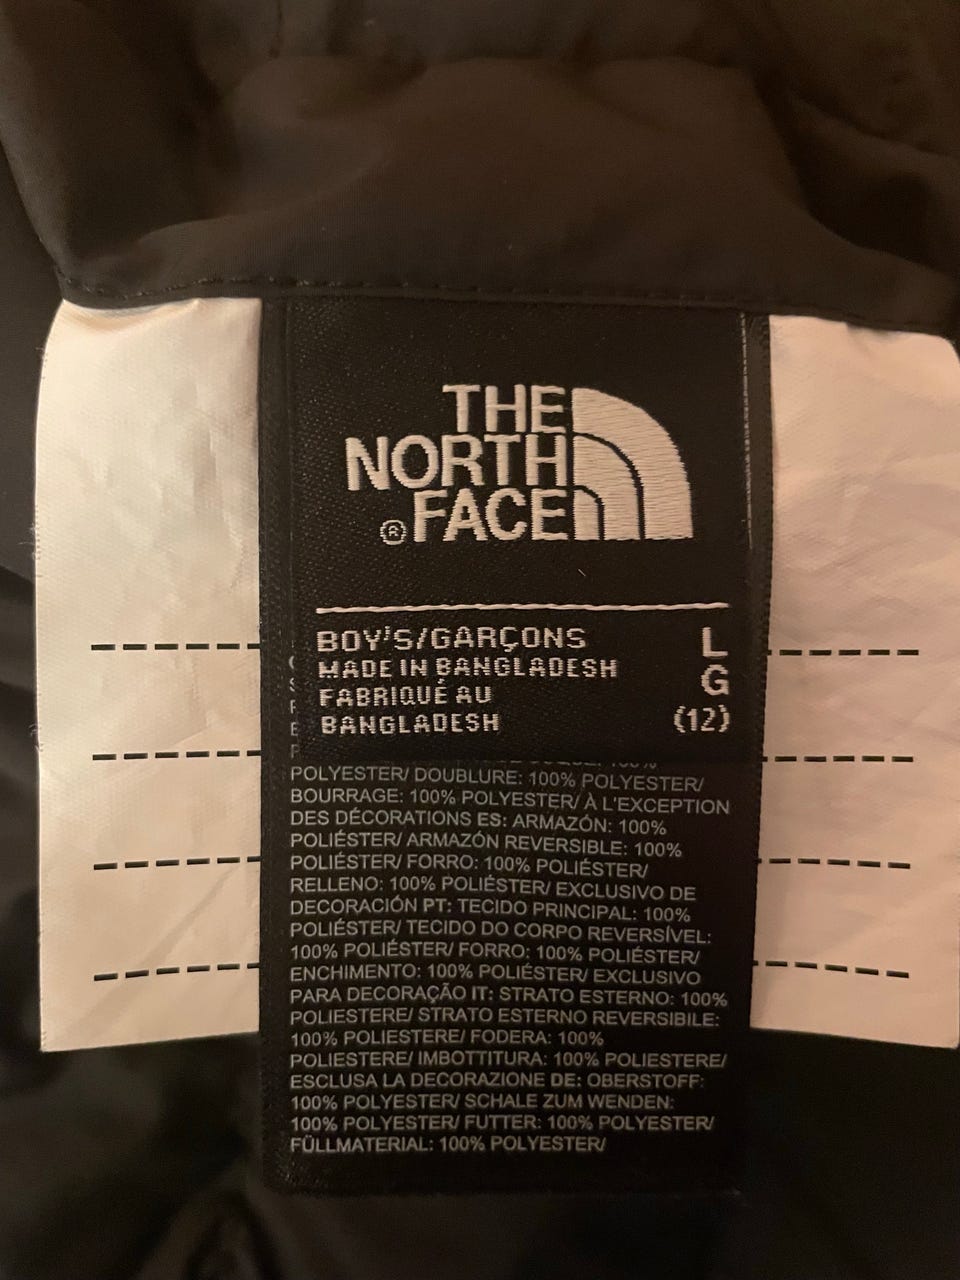 THE
NORTH
®FACE
BOY'S/GARÇONS L
MADE IN BANGLADESH G
FABRIQUÉ AU
BANGLADESH (12)
POLYESTER/ DOUBLURE: 100% POLYESTER/
BOURRAGE: 100% POLYESTER/ À L'EXCEPTION
DES DÉCORATIONS ES: ARMAZÓN: 100%
POLIÉSTER/ ARMAZÓN REVERSIBLE: 100%
POLIÉSTER/ FORRO: 100% POLIÉSTER/
RELLENO: 100% POLIÉSTER/ EXCLUSIVO DE
DECORACIÓN PT: TECIDO PRINCIPAL: 100%
POLIÉSTER/ TECIDO DO CORPO REVERSÍVEL:
100% POLIÉSTER/ FORRO: 100% POLIÉSTER/
ENCHIMENTO: 100% POLIÉSTER/ EXCLUSIVO
PARA DECORAÇÃO IT: STRATO ESTERNO: 100%
POLIESTERE/ STRATO ESTERNO REVERSIBILE:
100% POLIESTERE/ FODERA: 100%
POLIESTERE/ IMBOTTITURA: 100% POLIESTERE/
ESCLUSA LA DECORAZIONE DE: OBERSTOFF:
100% POLYESTER/ SCHALE ZUM WENDEN:
100% POLYESTER/ FUTTER: 100% POLYESTER/
FÜLLMATERIAL: 100% POLYESTER/